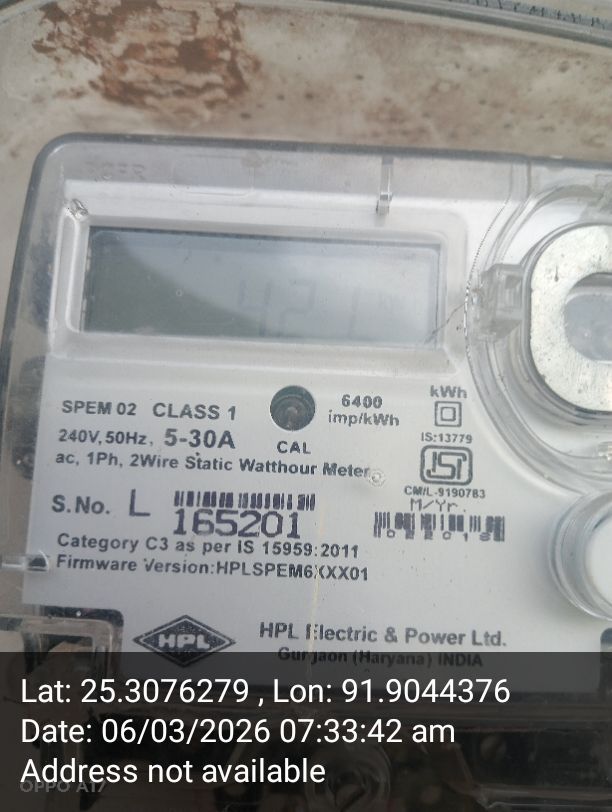 421
SPEM 02 CLASS 1
6400
imp/kWh
kWh
240V, 50Hz, 5-30A
CAL
IS:13779
ac, 1Ph, 2Wire Static Watthour Meter
ISI
CM/L-9190783
M/Yr.
S.No. L
165201
022018
Category C3 as per IS 15959:2011
Firmware Version:HPLSPEM6XXX01
HPL
HPL Electric & Power Ltd.
Gurgaon (Haryana) INDIA
Lat: 25.3076279 , Lon: 91.9044376
Date: 06/03/2026 07:33:42 am
Address not available
OPPO A17